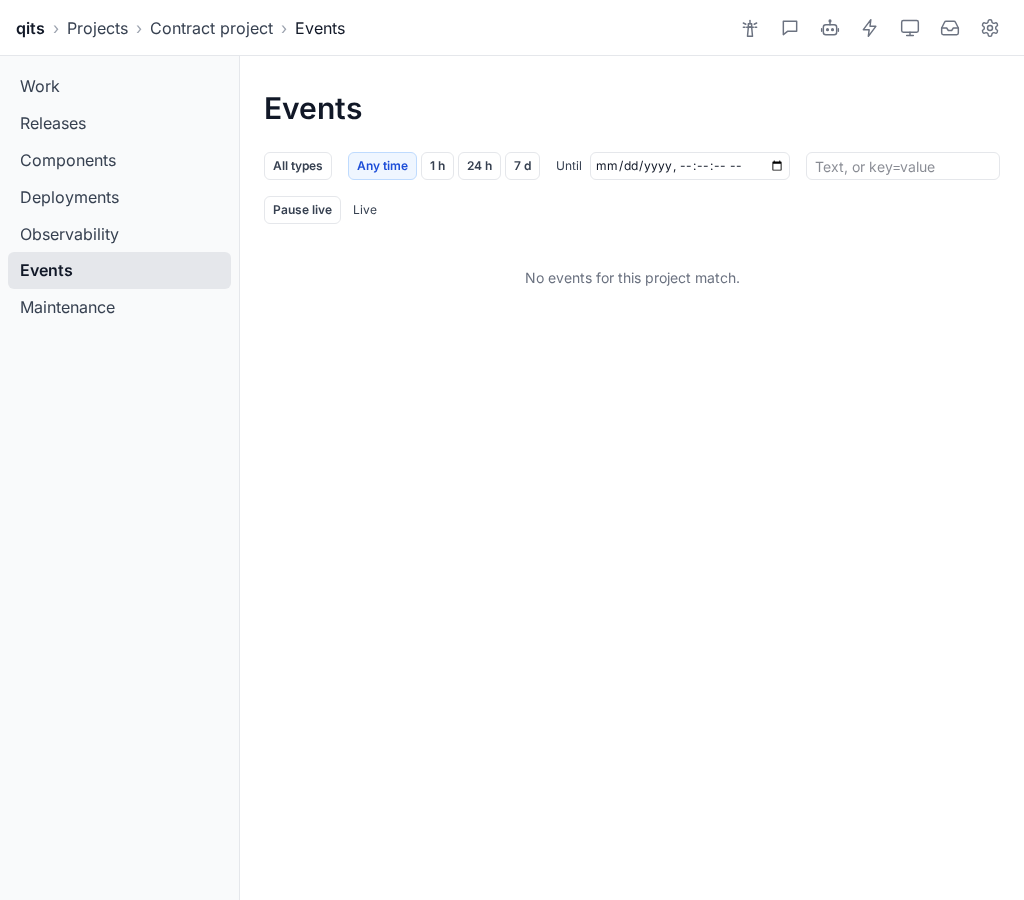 qits › Projects › Contract project › Events
Work
Releases
Components
Deployments
Observability
Events
Maintenance
Events
All types Any time 1 h 24 h 7 d Until mm/dd/yyyy, --:--:-- -- Text, or key=value
Pause live Live
No events for this project match.